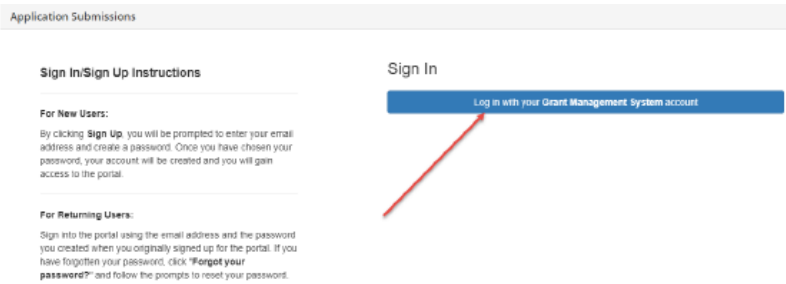 Application Submissions
Sign In/Sign Up Instructions
For New Users:
By clicking Sign Up, you will be prompted to enter your email
address and create a password. Once you have chosen your
password, your account will be created and you will gain
access to the portal.
For Returning Users:
Sign into the portal using the email address and the password
you created when you originally signed up for the portal. If you
have forgotten your password, click "Forgot your
password?" and follow the prompts to reset your password.
Sign In
Log in with your Grant Management System account